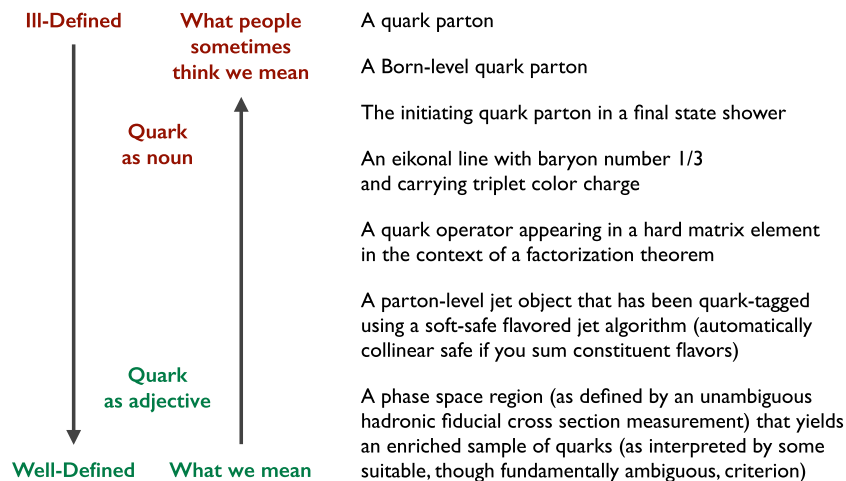 Ill-Defined
What people
sometimes
think we mean
Quark
as noun
Quark
as adjective
Well-Defined
What we mean
A quark parton
A Born-level quark parton
The initiating quark parton in a final state shower
An eikonal line with baryon number 1/3
and carrying triplet color charge
A quark operator appearing in a hard matrix element
in the context of a factorization theorem
A parton-level jet object that has been quark-tagged
using a soft-safe flavored jet algorithm (automatically
collinear safe if you sum constituent flavors)
A phase space region (as defined by an unambiguous
hadronic fiducial cross section measurement) that yields
an enriched sample of quarks (as interpreted by some
suitable, though fundamentally ambiguous, criterion)